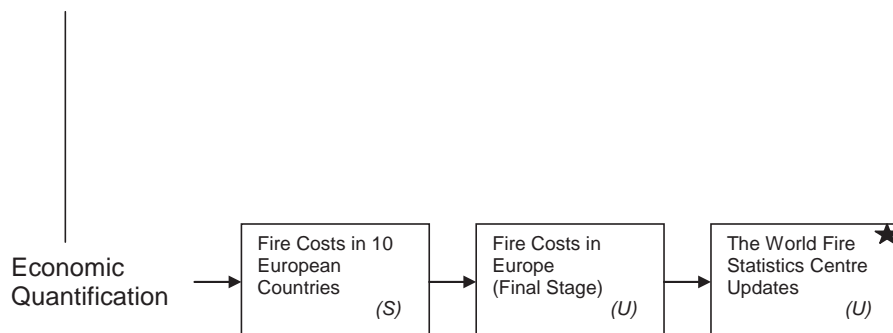 Economic
Quantification
Fire Costs in 10
European
Countries
(S)
Fire Costs in
Europe
(Final Stage)
(U)
The World Fire
Statistics Centre
Updates
(U)